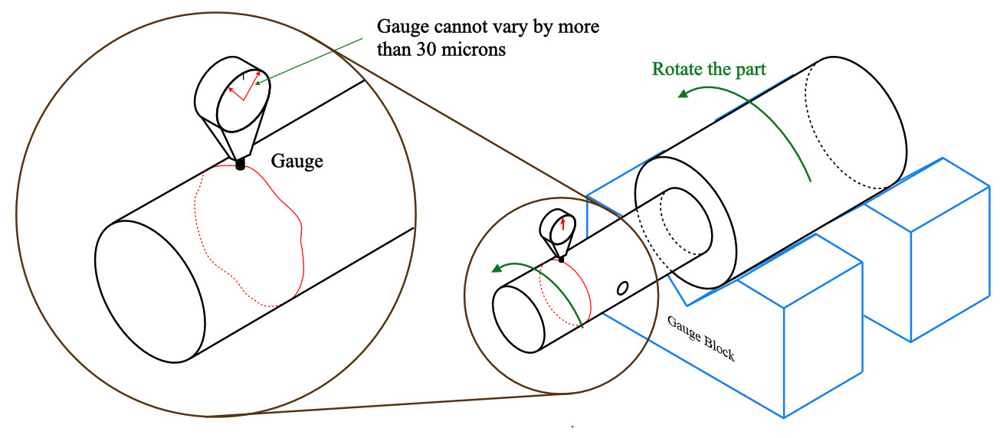 Gauge cannot vary by more
than 30 microns
Rotate the part
Gauge
Gauge Block